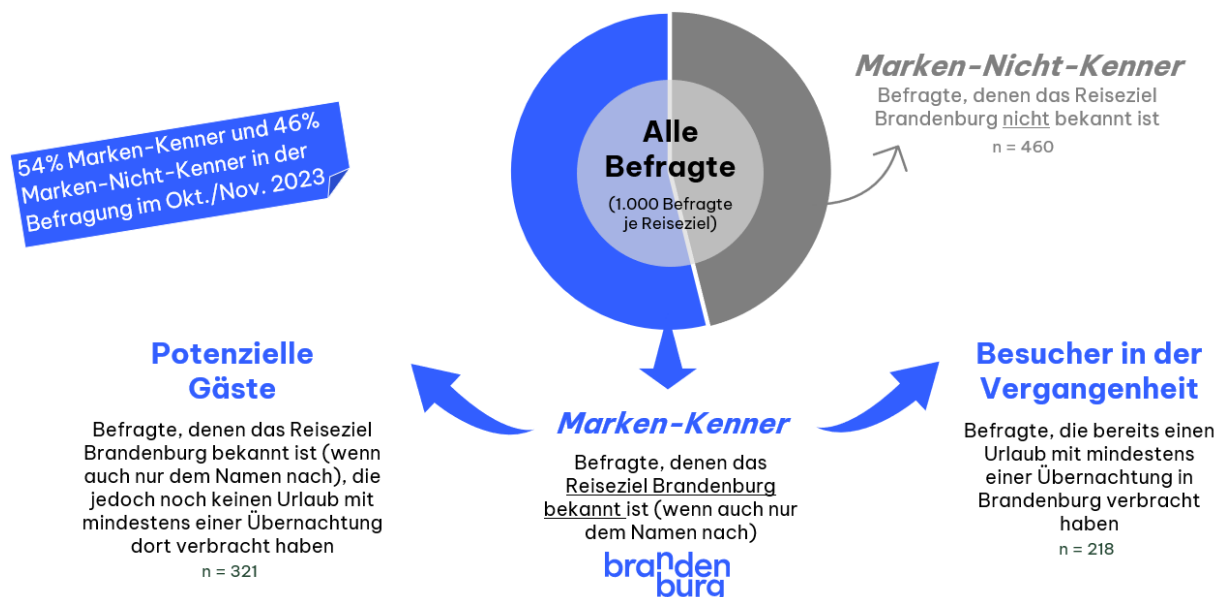 54% Marken-Kenner und 46%
Marken-Nicht-Kenner in der
Befragung im Okt./Nov. 2023
Alle
Befragte
(1.000 Befragte
je Reiseziel)
Marken-Nicht-Kenner
Befragte, denen das Reiseziel
Brandenburg nicht bekannt ist
n = 460
Potenzielle
Gäste
Befragte, denen das Reiseziel
Brandenburg bekannt ist (wenn
auch nur dem Namen nach), die
jedoch noch keinen Urlaub mit
mindestens einer Übernachtung
dort verbracht haben
n = 321
Marken-Kenner
Befragte, denen das
Reiseziel Brandenburg
bekannt ist (wenn auch nur
dem Namen nach)
branden
burg
Besucher in der
Vergangenheit
Befragte, die bereits einen
Urlaub mit mindestens
einer Übernachtung in
Brandenburg verbracht
haben
n = 218